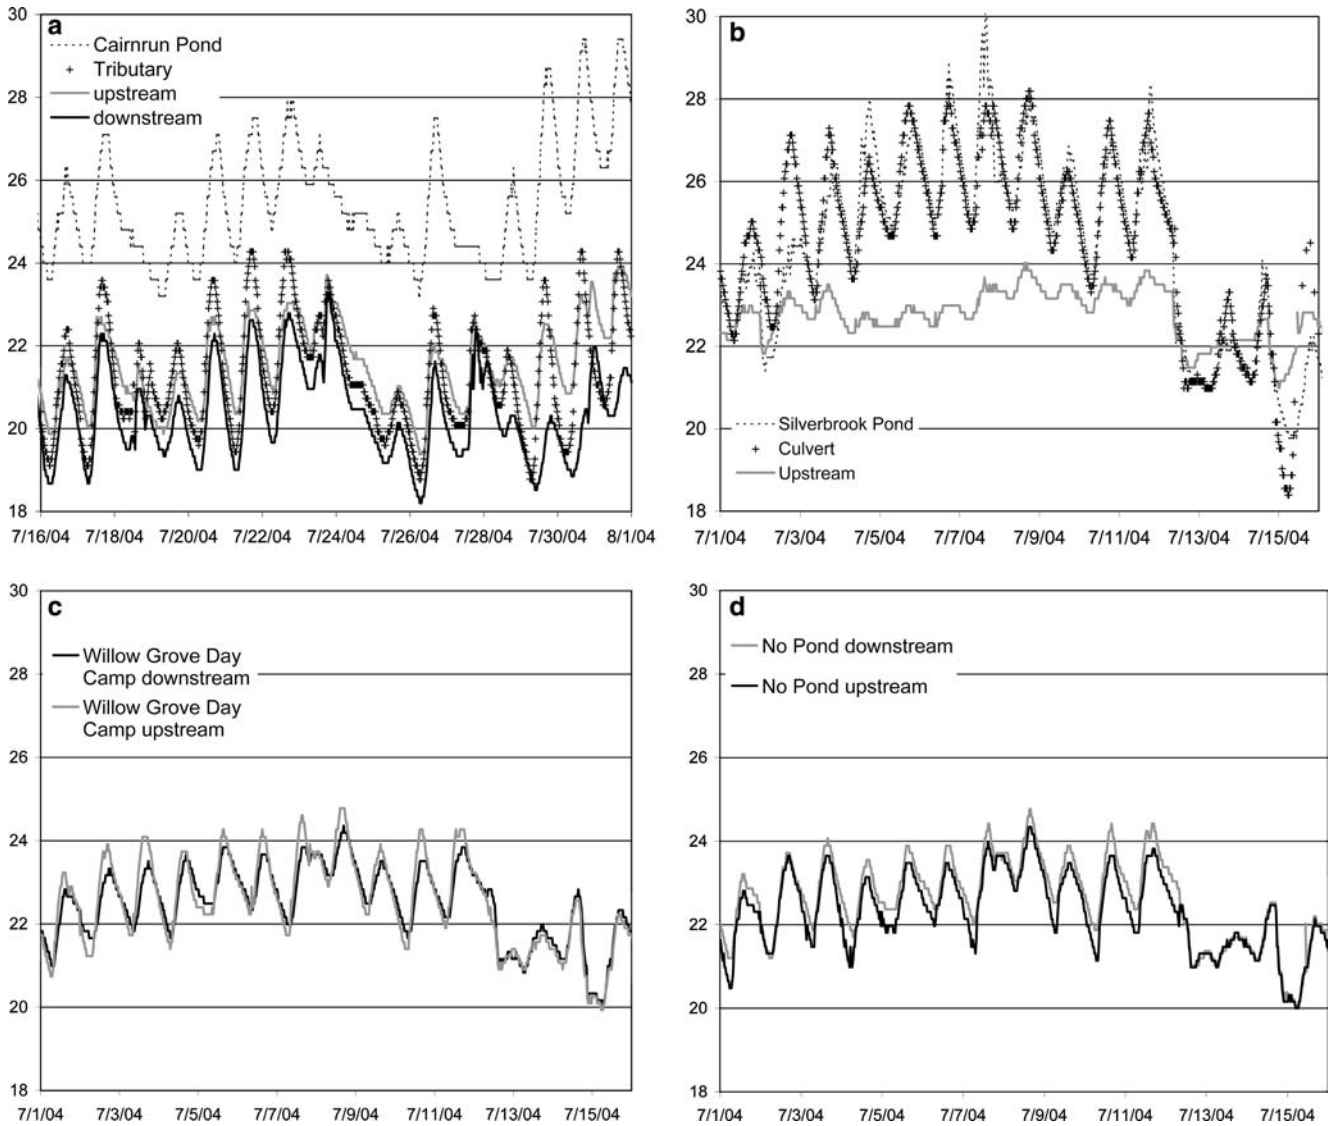 a
30
28
26
24
22
20
18
Cairnrun Pond
Tributary
upstream
downstream
7/16/04 7/18/04 7/20/04 7/22/04 7/24/04 7/26/04 7/28/04 7/30/04 8/1/04
b
30
28
26
24
22
20
18
Silverbrook Pond
Culvert
Upstream
7/1/04 7/3/04 7/5/04 7/7/04 7/9/04 7/11/04 7/13/04 7/15/04
c
30
28
26
24
22
20
18
Willow Grove Day
Camp downstream
Willow Grove Day
Camp upstream
7/1/04 7/3/04 7/5/04 7/7/04 7/9/04 7/11/04 7/13/04 7/15/04
d
30
28
26
24
22
20
18
No Pond downstream
No Pond upstream
7/1/04 7/3/04 7/5/04 7/7/04 7/9/04 7/11/04 7/13/04 7/15/04